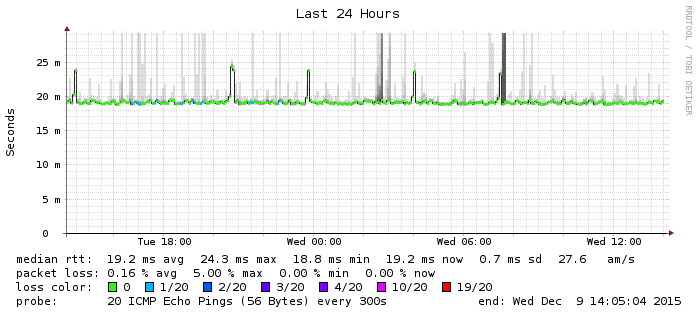 Last 24 Hours
RRDTOOL / TOBI OETIKER
Seconds
25 m
20 m
15 m
10 m
5 m
0
Tue 18:00 Wed 00:00 Wed 06:00 Wed 12:00
median rtt: 19.2 ms avg 24.3 ms max 18.8 ms min 19.2 ms now 0.7 ms sd 27.6 am/s
packet loss: 0.16 % avg 5.00 % max 0.00 % min 0.00 % now
loss color: 0 1/20 2/20 3/20 4/20 10/20 19/20
probe: 20 ICMP Echo Pings (56 Bytes) every 300s end: Wed Dec 9 14:05:04 2015